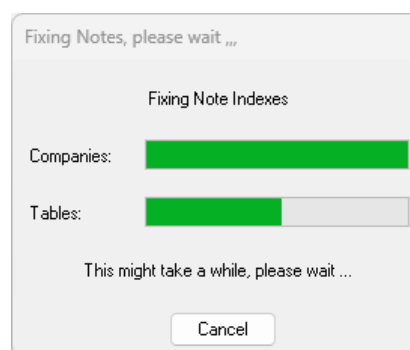 Fixing Notes, please wait ,,,
Fixing Note Indexes
Companies:
Tables:
This might take a while, please wait ...
Cancel